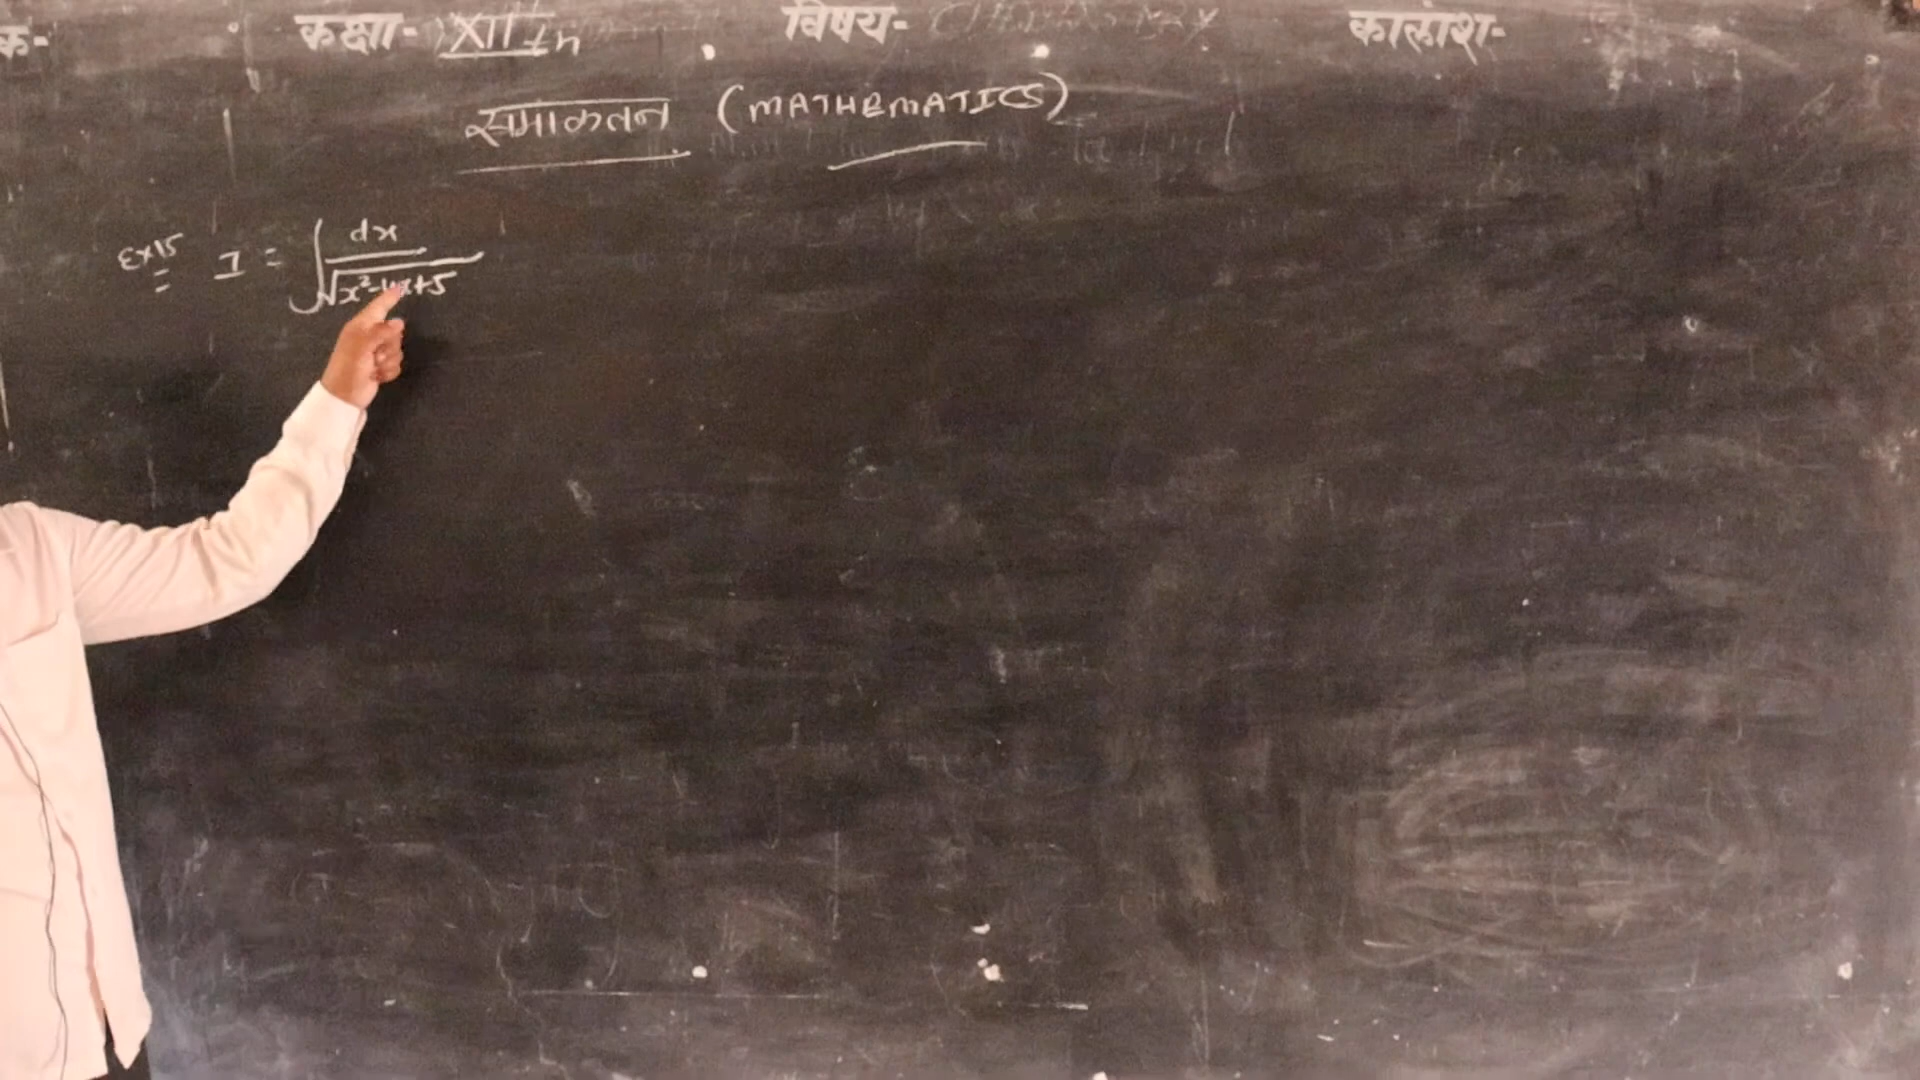 क- कक्षा- XII th विषय- कालांश-
समाकलन (MATHEMATICS)
Ex15 I = ∫ dx / √x²-4x+5